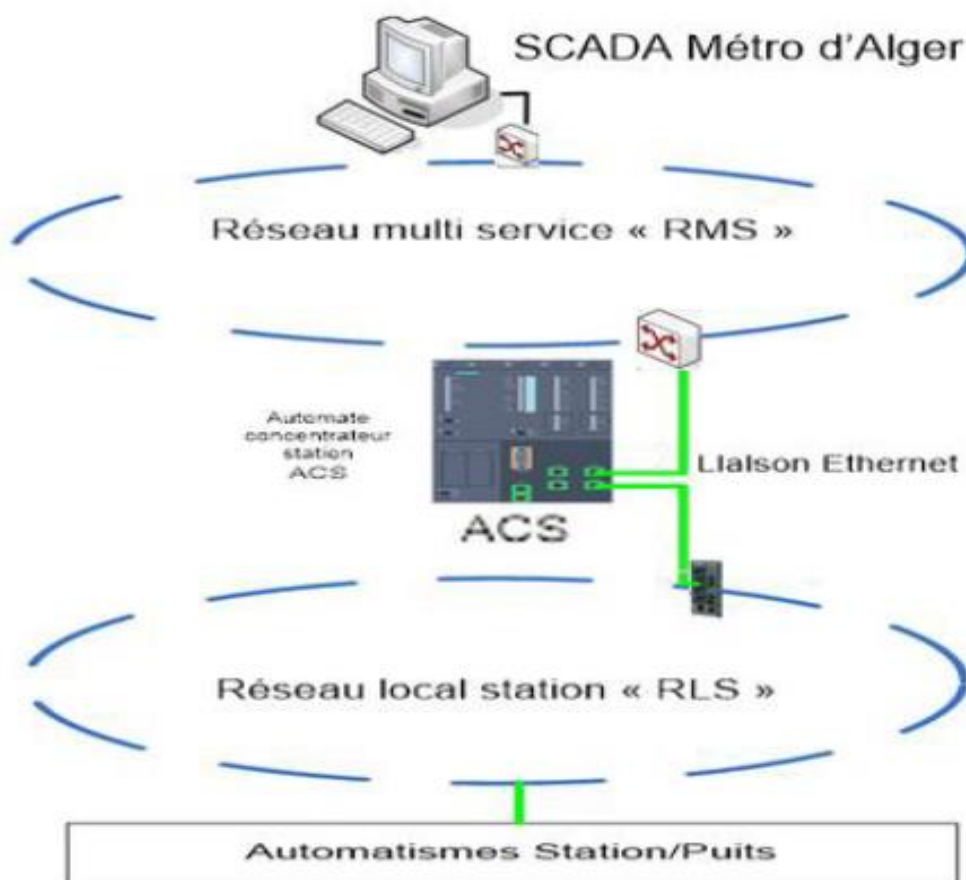 SCADA Métro d'Alger
Réseau multi service « RMS »
Automate
concentrateur
station
ACS
LIaIson Ethernet
ACS
Réseau local station « RLS »
Automatismes Station/Puits